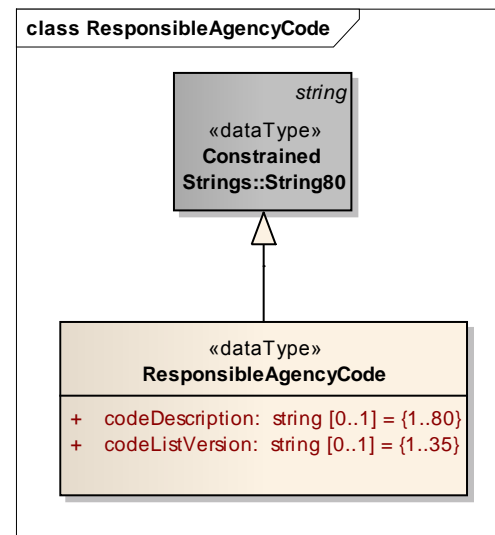 class ResponsibleAgencyCode
string
«dataType»
Constrained
Strings::String80
«dataType»
ResponsibleAgencyCode
+ codeDescription: string [0..1] = {1..80}
+ codeListVersion: string [0..1] = {1..35}